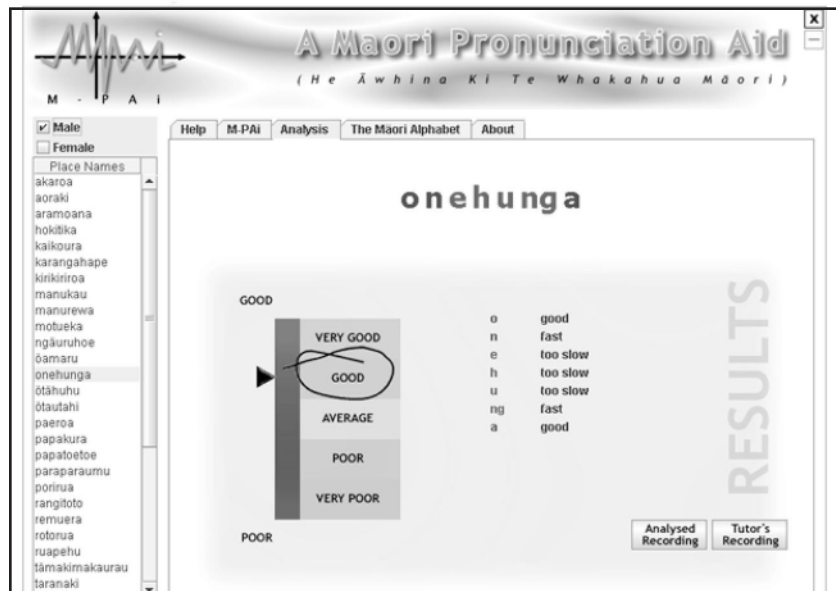 A Maori Pronunciation Aid
(He Āwhina Ki Te Whakahua Māori)
M - P A i
Male
Female
Help M-PAi Analysis The Māori Alphabet About
Place Names
akaroa
aoraki
aramoana
hokitika
kaikoura
karangahape
kirikiriroa
manukau
manurewa
motueka
ngāuruhoe
ōamaru
onehunga
ōtāhuhu
ōtautahi
paeroa
papakura
papatoetoe
paraparaumu
porirua
rangitoto
remuera
rotorua
ruapehu
tāmakimakaurau
taranaki
onehunga
GOOD
VERY GOOD
GOOD
AVERAGE
POOR
VERY POOR
POOR
o good
n fast
e too slow
h too slow
u too slow
ng fast
a good
RESULTS
Analysed Recording
Tutor's Recording